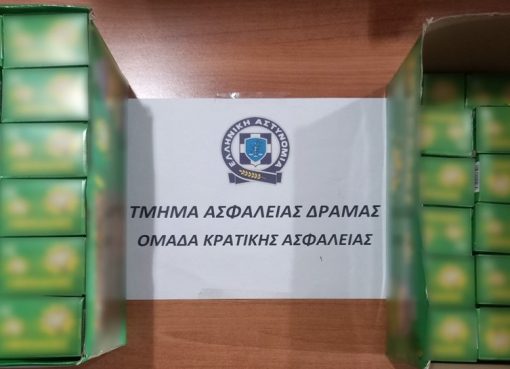 ΕΛΛΗΝΙΚΗ ΑΣΤΥΝΟΜΙΑ
ΤΜΗΜΑ ΑΣΦΑΛΕΙΑΣ ΔΡΑΜΑΣ
ΟΜΑΔΑ ΚΡΑΤΙΚΗΣ ΑΣΦΑΛΕΙΑΣ